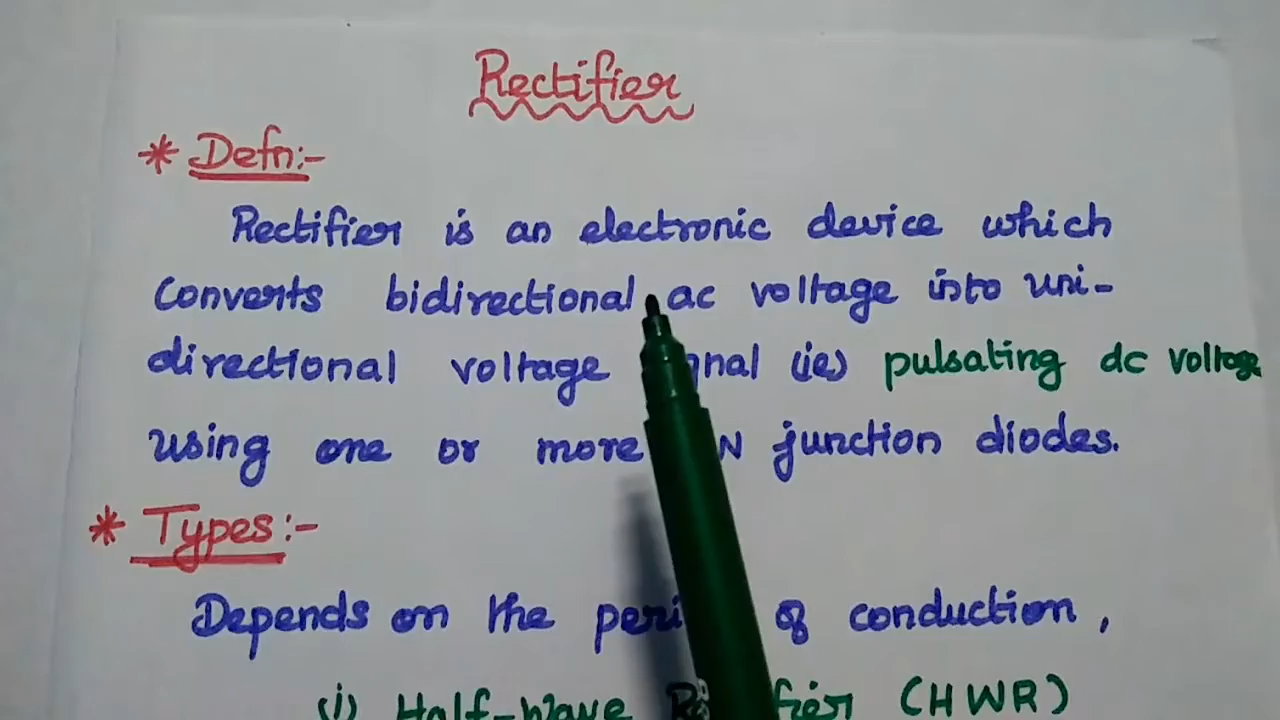 Rectifier
* Defn:-
Rectifier is an electronic device which
converts bidirectional ac voltage into uni-
directional voltage (ie) pulsating dc voltage
using one or more junction diodes.
* Types:-
Depends on the of conduction,
(i) Half-Wave (HWR)